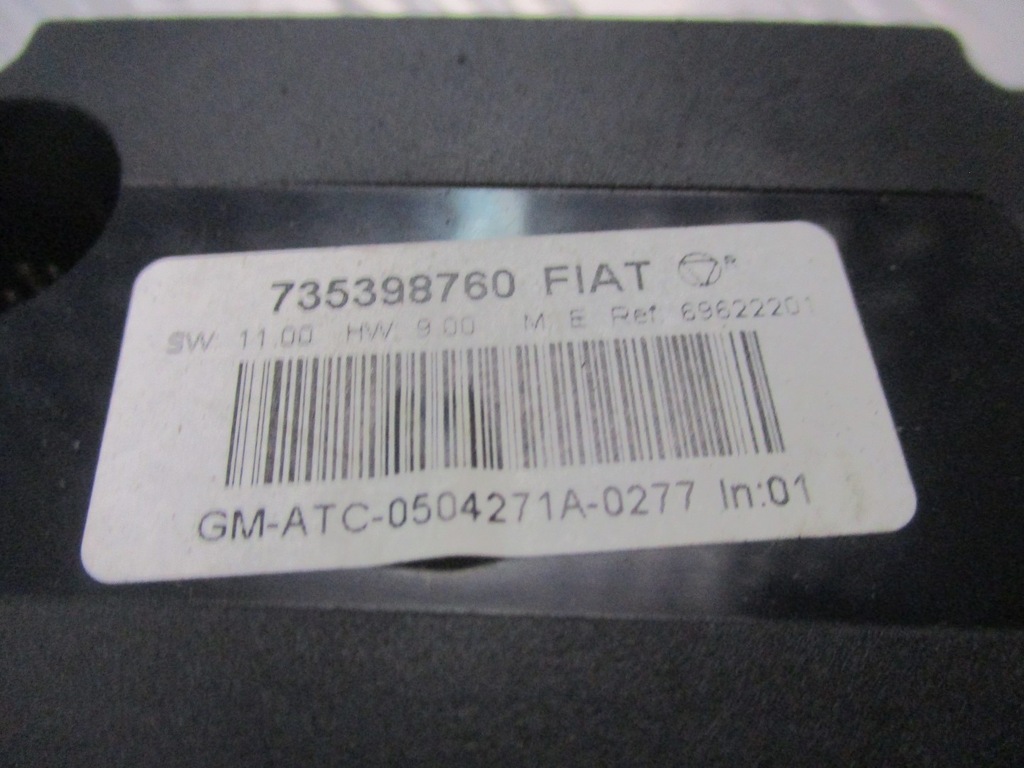 735398760 FIAT ®
SW: 11.00 HW: 9.00 M. E. Ref. 69622201
GM-ATC-0504271A-0277 In:01